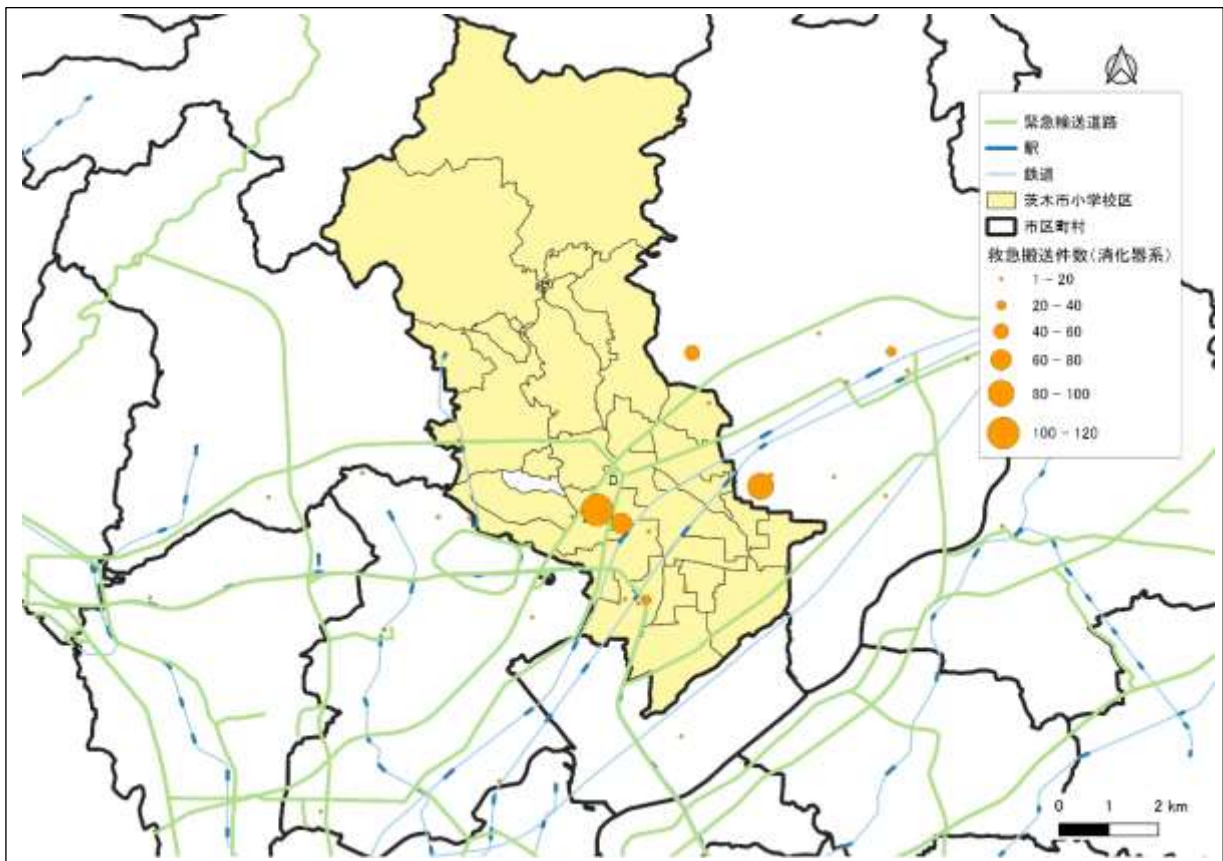 緊急輸送道路
駅
鉄道
茨木市小学校区
市区町村
救急搬送件数(消化器系)
1 - 20
20 - 40
40 - 60
60 - 80
80 - 100
100 - 120
0 1 2 km